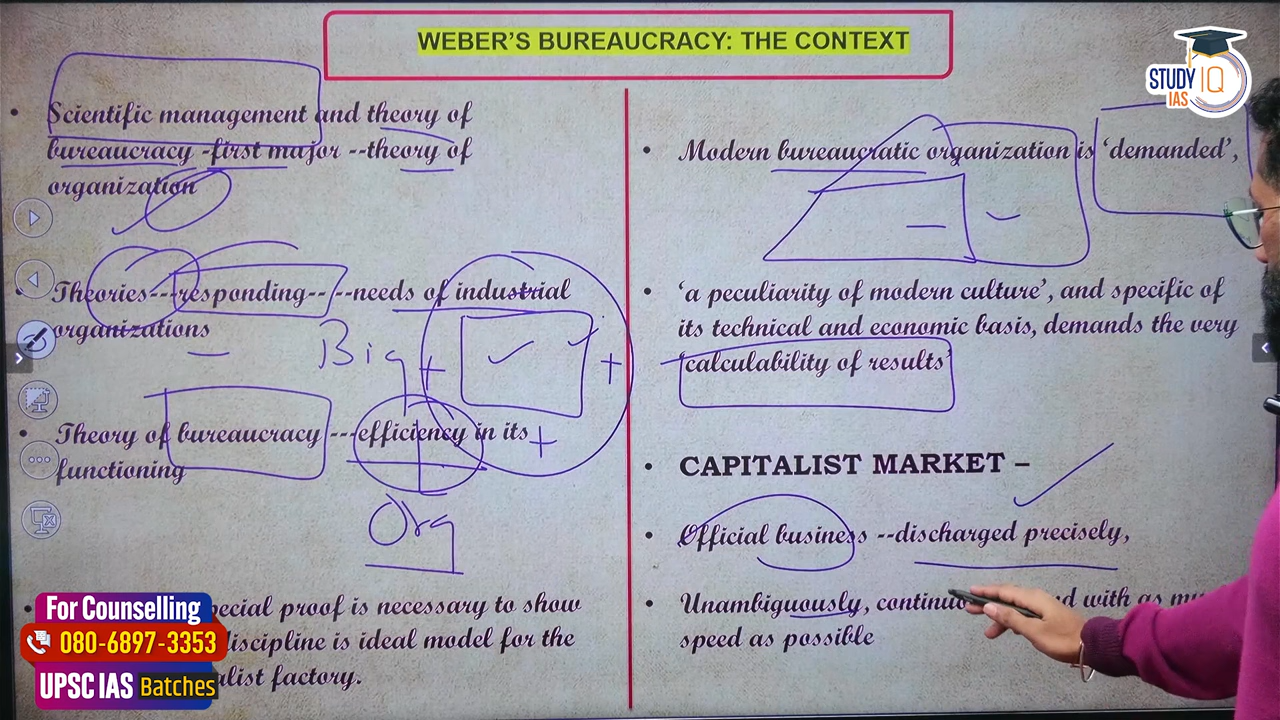 WEBER'S BUREAUCRACY: THE CONTEXT
STUDY IQ
IAS
• Scientific management and theory of
bureaucracy -first major --theory of
organization
• Theories---responding-- --needs of industrial
organizations
Big
• Theory of bureaucracy ---efficiency in its
functioning
Org
pecial proof is necessary to show
discipline is ideal model for the
alist factory.
• Modern bureaucratic organization is 'demanded',
• 'a peculiarity of modern culture', and specific of
its technical and economic basis, demands the very
'calculability of results'
• CAPITALIST MARKET –
• Official business --discharged precisely,
• Unambiguously, with as
speed as possible
For Counselling
080-6897-3353
UPSC IAS Batches